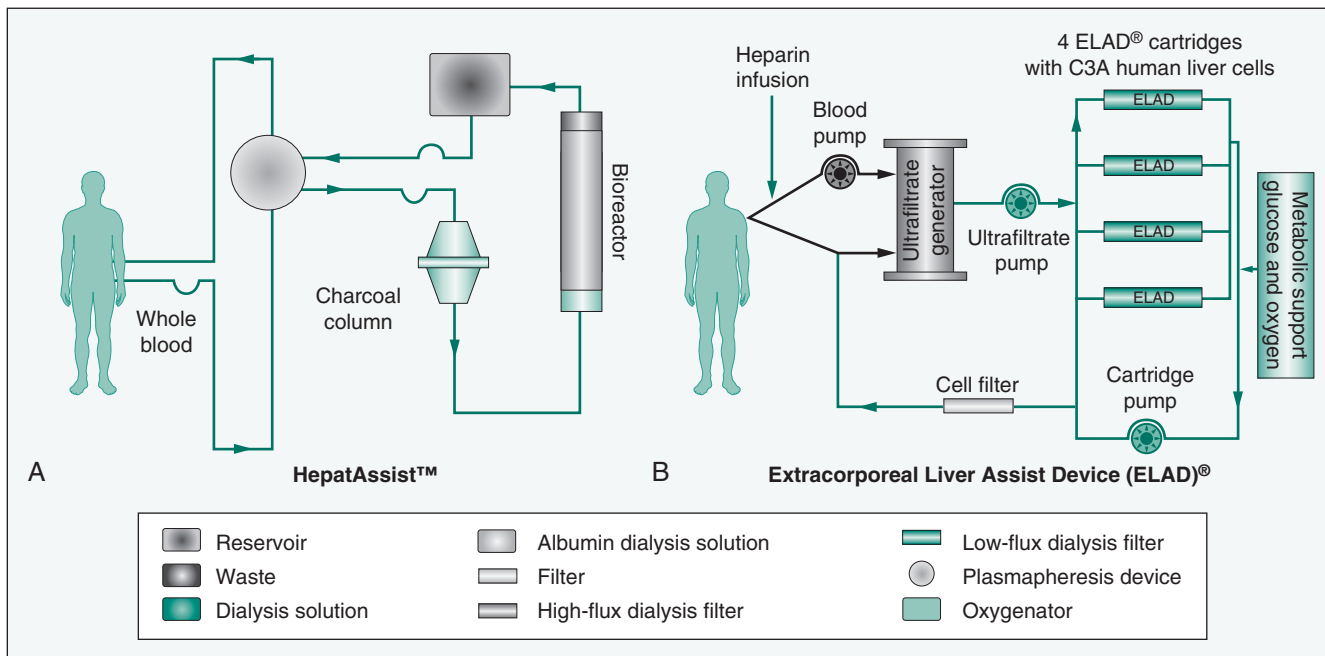 Whole
blood
Charcoal
column
Bioreactor
A
HepatAssist™
Heparin
infusion
Blood
pump
Ultrafiltrate
generator
Ultrafiltrate
pump
4 ELAD® cartridges
with C3A human liver cells
ELAD
ELAD
ELAD
ELAD
Metabolic support
glucose and oxygen
Cell filter
Cartridge
pump
B
Extracorporeal Liver Assist Device (ELAD)®
Reservoir
Waste
Dialysis solution
Albumin dialysis solution
Filter
High-flux dialysis filter
Low-flux dialysis filter
Plasmapheresis device
Oxygenator